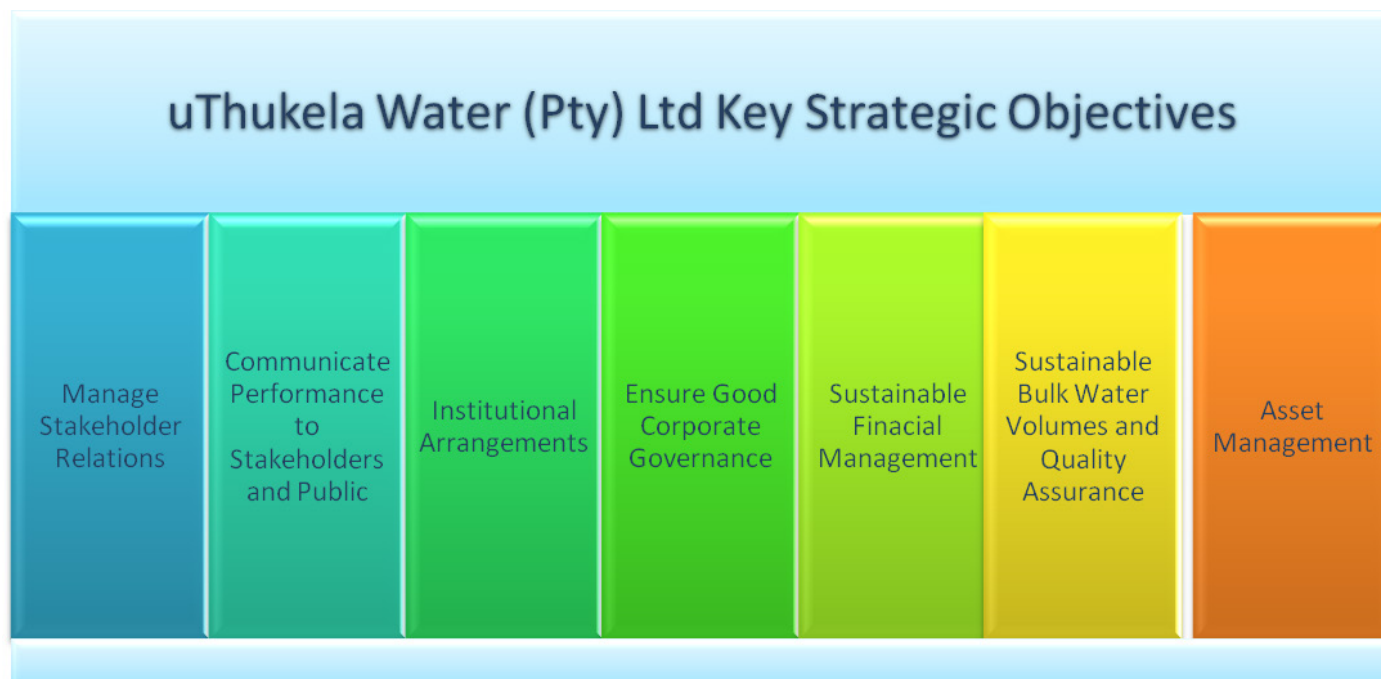 uThukela Water (Pty) Ltd Key Strategic Objectives
Manage
Stakeholder
Relations
Communicate
Performance
to
Stakeholders
and Public
Institutional
Arrangements
Ensure Good
Corporate
Governance
Sustainable
Finacial
Management
Sustainable
Bulk Water
Volumes and
Quality
Assurance
Asset
Management